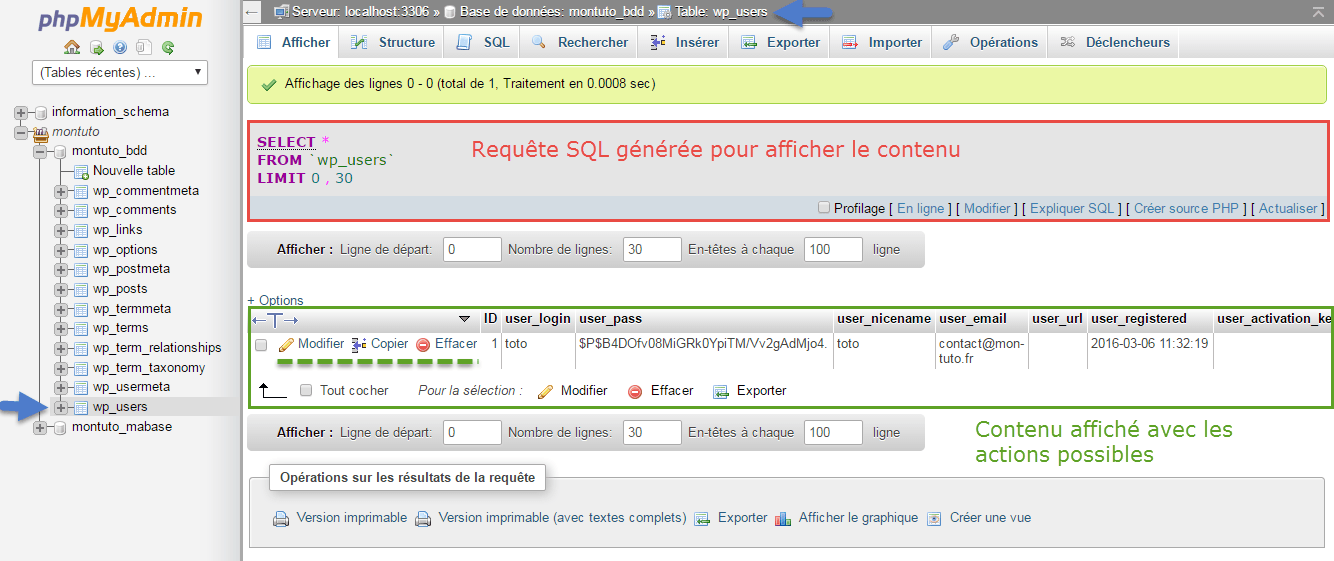 phpMyAdmin
Serveur: localhost:3306 » Base de données: montuto_bdd » Table: wp_users
(Tables récentes) ...
information_schema
montuto
montuto_bdd
Nouvelle table
wp_commentmeta
wp_comments
wp_links
wp_options
wp_postmeta
wp_posts
wp_termmeta
wp_terms
wp_term_relationships
wp_term_taxonomy
wp_usermeta
wp_users
montuto_mabase
Afficher Structure SQL Rechercher Insérer Exporter Importer Opérations Déclencheurs
Affichage des lignes 0 - 0 (total de 1, Traitement en 0.0008 sec)
SELECT *
FROM `wp_users`
LIMIT 0 , 30
Requête SQL générée pour afficher le contenu
Profilage [ En ligne ] [ Modifier ] [ Expliquer SQL ] [ Créer source PHP ] [ Actualiser ]
Afficher : Ligne de départ: 0 Nombre de lignes: 30 En-têtes à chaque 100 ligne
+ Options
←T→ ID user_login user_pass user_nicename user_email user_url user_registered user_activation_ke
Modifier Copier Effacer 1 toto $P$B4DOfv08MiGRk0YpiTM/Vv2gAdMjo4. toto contact@mon-
tuto.fr 2016-03-06 11:32:19
Tout cocher Pour la sélection : Modifier Effacer Exporter
Afficher : Ligne de départ: 0 Nombre de lignes: 30 En-têtes à chaque 100 ligne
Contenu affiché avec les
actions possibles
Opérations sur les résultats de la requête
Version imprimable Version imprimable (avec textes complets) Exporter Afficher le graphique Créer une vue